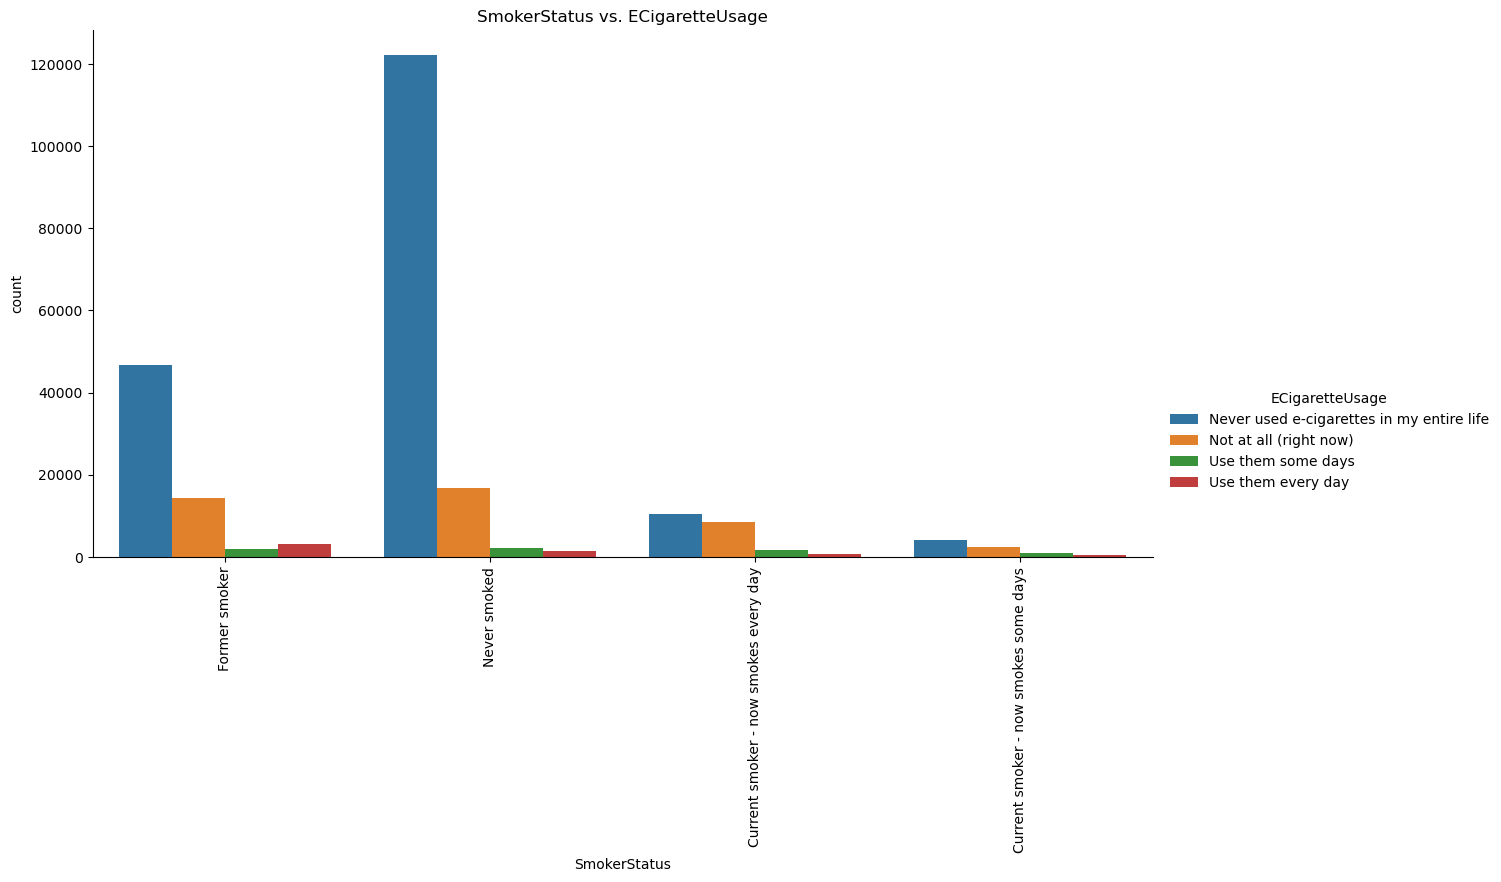 SmokerStatus vs. ECigaretteUsage
120000
100000
80000
60000
40000
20000
0
count
Former smoker
Never smoked
Current smoker - now smokes every day
Current smoker - now smokes some days
SmokerStatus
ECigaretteUsage
Never used e-cigarettes in my entire life
Not at all (right now)
Use them some days
Use them every day